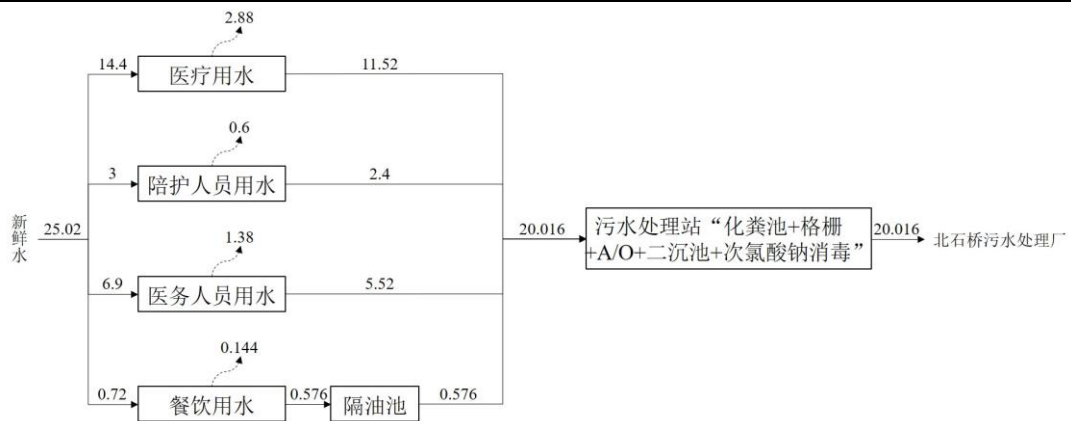 2.88
14.4
医疗用水
11.52
0.6
3
陪护人员用水
2.4
新鲜水
25.02
20.016
污水处理站“化粪池+格栅
+A/O+二沉池+次氯酸钠消毒”
20.016
北石桥污水处理厂
1.38
6.9
医务人员用水
5.52
0.144
0.72
餐饮用水
0.576
隔油池
0.576